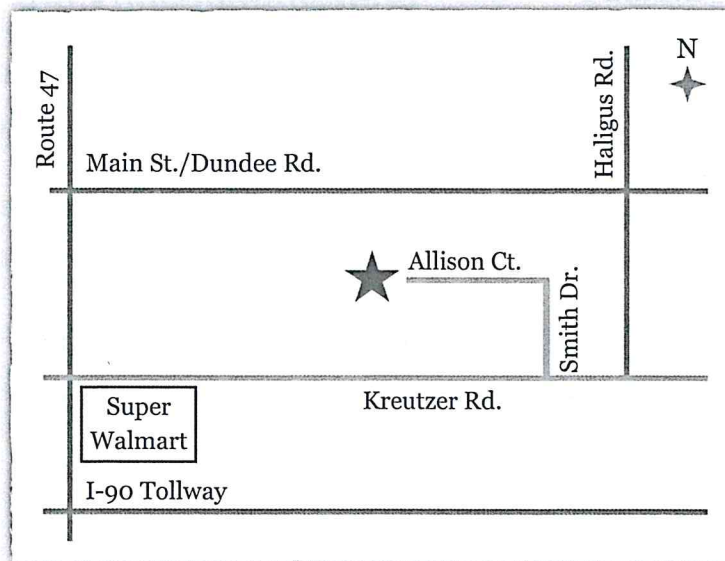 N
Route 47
Haligus Rd.
Main St./Dundee Rd.
Allison Ct.
Smith Dr.
Kreutzer Rd.
Super
Walmart
I-90 Tollway